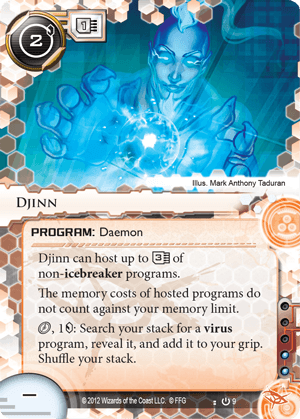 2
1
Illus. Mark Anthony Taduran
DJINN
PROGRAM: Daemon
Djinn can host up to 3 of
non-icebreaker programs.
The memory costs of hosted programs do
not count against your memory limit.
, 1: Search your stack for a virus
program, reveal it, and add it to your grip.
Shuffle your stack.
–
© 2012 Wizards of the Coast LLC. © FFG
9